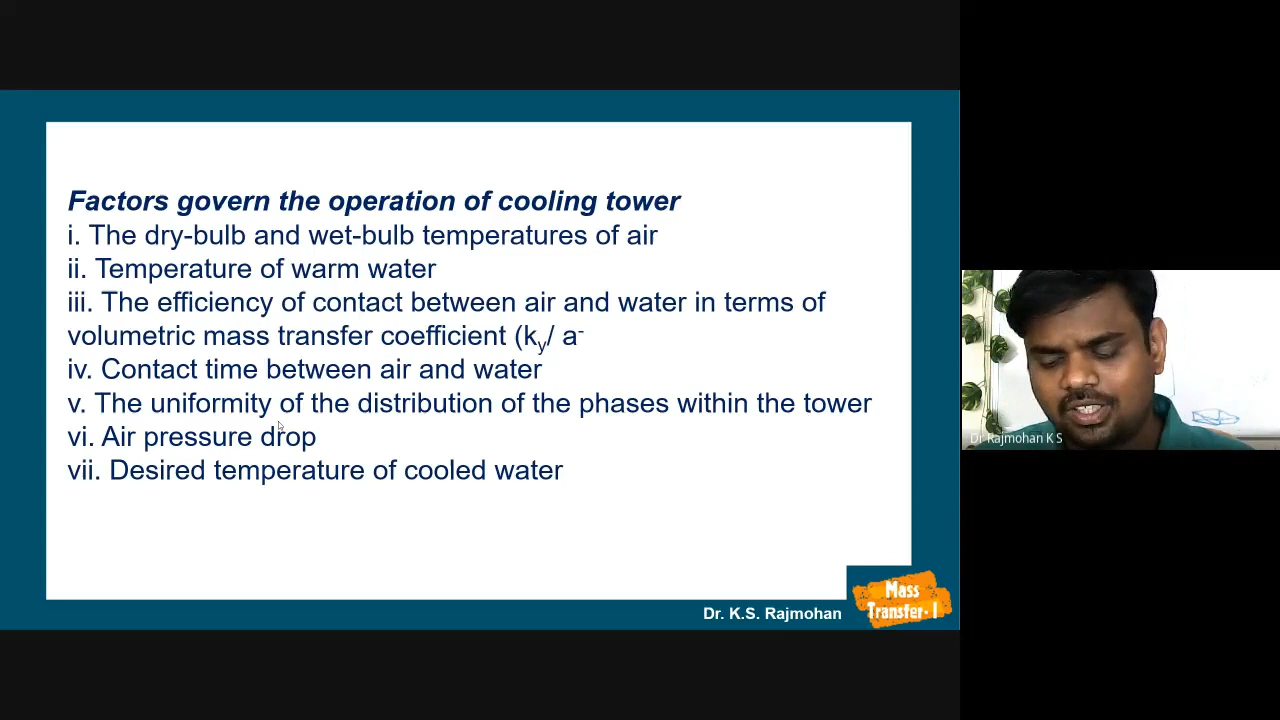 Factors govern the operation of cooling tower
i. The dry-bulb and wet-bulb temperatures of air
ii. Temperature of warm water
iii. The efficiency of contact between air and water in terms of
volumetric mass transfer coefficient (ky/ a-
iv. Contact time between air and water
v. The uniformity of the distribution of the phases within the tower
vi. Air pressure drop
vii. Desired temperature of cooled water
Dr. K.S. Rajmohan
Mass
Transfer-I
Dr Rajmohan K S